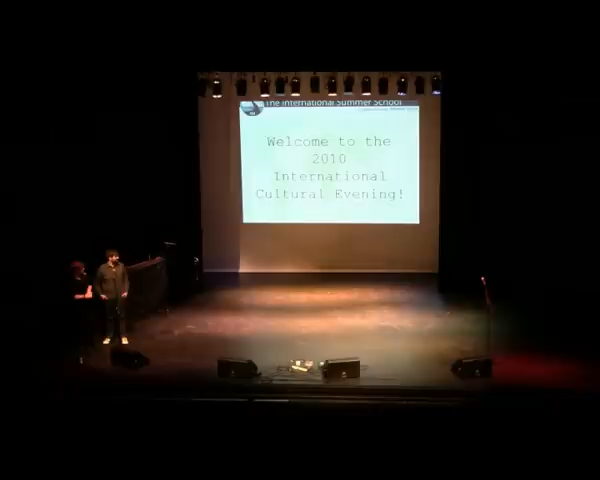 The International Summer School
Welcome to the
2010
International
Cultural Evening!